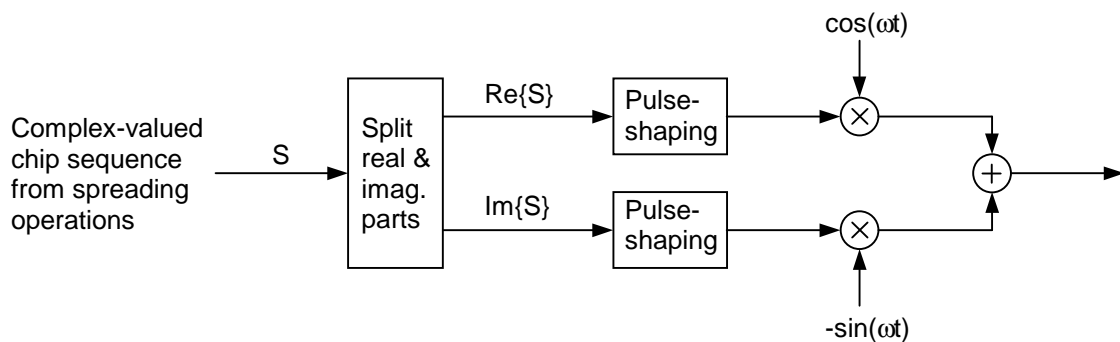 cos(ωt)
Complex-valued
chip sequence
from spreading
operations
S
Split
real &
imag.
parts
Re{S}
Im{S}
Pulse-
shaping
Pulse-
shaping
-sin(ωt)